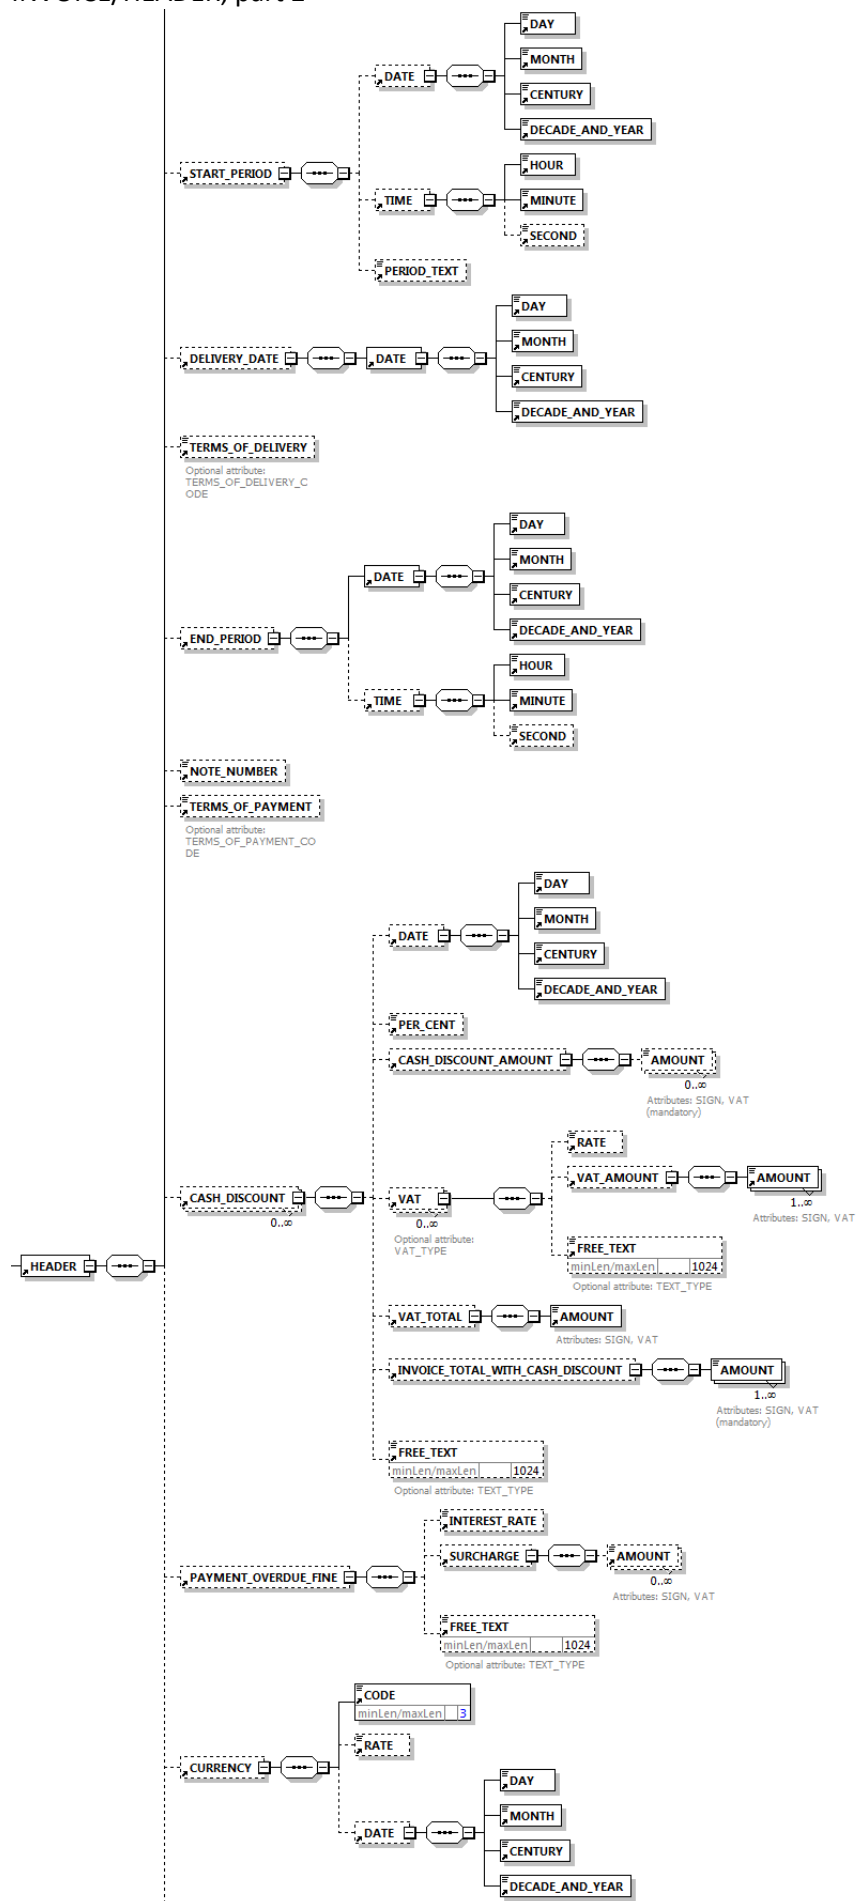 DAY
DATE
MONTH
CENTURY
DECADE_AND_YEAR
START_PERIOD
HOUR
TIME
MINUTE
SECOND
PERIOD_TEXT
DAY
MONTH
DELIVERY_DATE
DATE
CENTURY
DECADE_AND_YEAR
TERMS_OF_DELIVERY
Optional attribute:
TERMS_OF_DELIVERY_C
ODE
DAY
MONTH
DATE
CENTURY
DECADE_AND_YEAR
END_PERIOD
HOUR
TIME
MINUTE
SECOND
NOTE_NUMBER
TERMS_OF_PAYMENT
Optional attribute:
TERMS_OF_PAYMENT_CO
DE
DAY
MONTH
DATE
CENTURY
DECADE_AND_YEAR
PER_CENT
CASH_DISCOUNT_AMOUNT
AMOUNT
0..∞
Attributes: SIGN, VAT
(mandatory)
RATE
VAT_AMOUNT
AMOUNT
1..∞
Attributes: SIGN, VAT
CASH_DISCOUNT
0..∞
VAT
0..∞
Optional attribute:
VAT_TYPE
FREE_TEXT
minLen/maxLen 1024
Optional attribute: TEXT_TYPE
HEADER
VAT_TOTAL
AMOUNT
Attributes: SIGN, VAT
INVOICE_TOTAL_WITH_CASH_DISCOUNT
AMOUNT
1..∞
Attributes: SIGN, VAT
(mandatory)
FREE_TEXT
minLen/maxLen 1024
Optional attribute: TEXT_TYPE
INTEREST_RATE
SURCHARGE
AMOUNT
0..∞
Attributes: SIGN, VAT
PAYMENT_OVERDUE_FINE
FREE_TEXT
minLen/maxLen 1024
Optional attribute: TEXT_TYPE
CODE
minLen/maxLen 3
RATE
CURRENCY
DAY
MONTH
DATE
CENTURY
DECADE_AND_YEAR